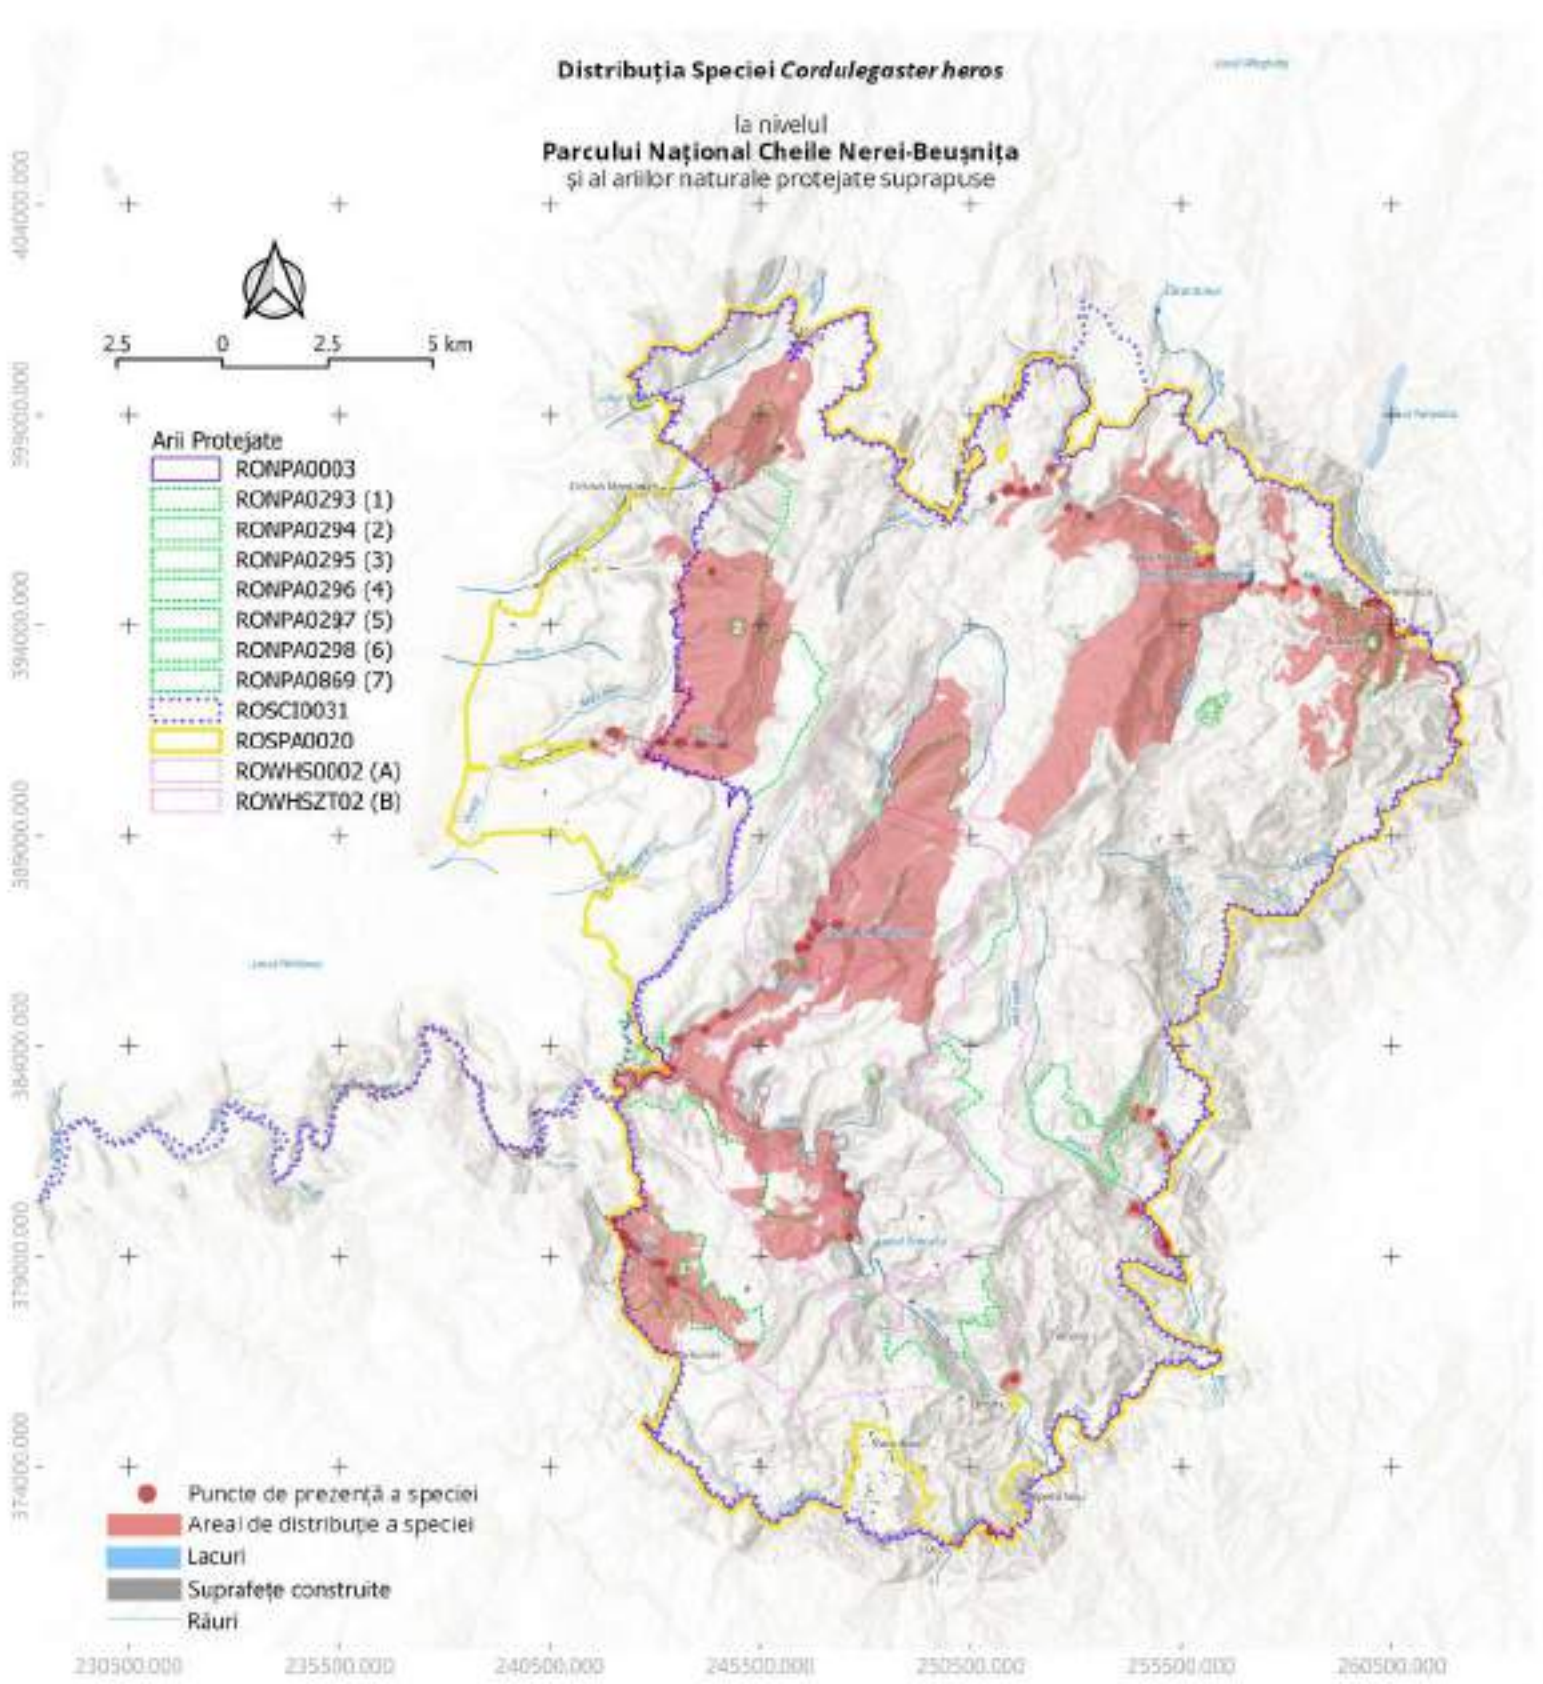 Distribuția Speciei Cordulegaster heros
la nivelul
Parcului Național Cheile Nerei-Beușnița
și al ariilor naturale protejate suprapuse
404000.000
399000.000
394000.000
389000.000
384000.000
379000.000
374000.000
2.5 0 2.5 5 km
Arii Protejate
RONPA0003
RONPA0293 (1)
RONPA0294 (2)
RONPA0295 (3)
RONPA0296 (4)
RONPA0297 (5)
RONPA0298 (6)
RONPA0869 (7)
ROSCI0031
ROSPA0020
ROWHS0002 (A)
ROWHSZT02 (B)
Puncte de prezență a speciei
Areal de distribuție a speciei
Lacuri
Suprafețe construite
Râuri
230500.000 235500.000 240500.000 245500.000 250500.000 255500.000 260500.000